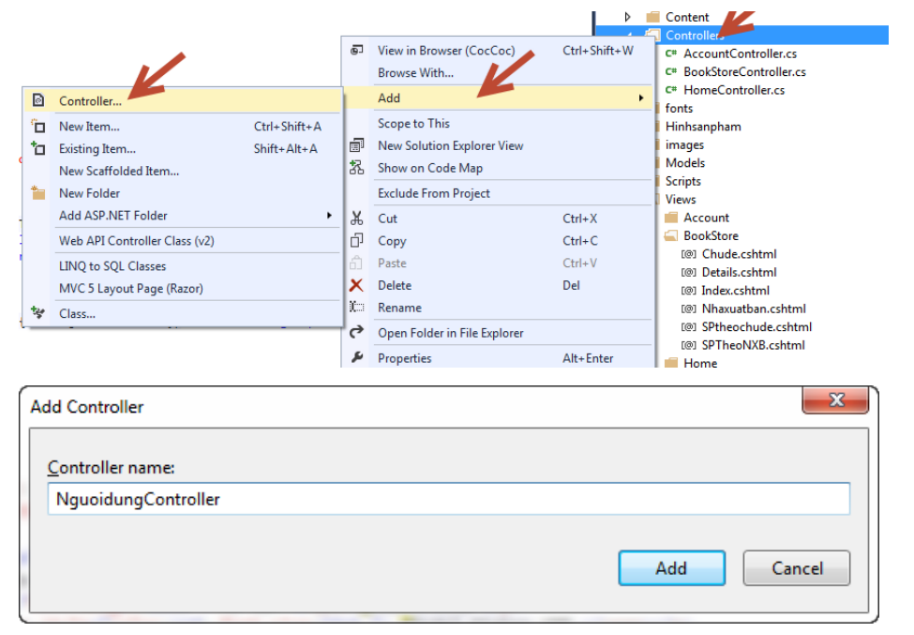 Controller...
New Item... Ctrl+Shift+A
Existing Item... Shift+Alt+A
New Scaffolded Item...
New Folder
Add ASP.NET Folder
Web API Controller Class (v2)
LINQ to SQL Classes
MVC 5 Layout Page (Razor)
Class...
View in Browser (CocCoc) Ctrl+Shift+W
Browse With...
Add
Scope to This
New Solution Explorer View
Show on Code Map
Exclude From Project
Cut Ctrl+X
Copy Ctrl+C
Paste Ctrl+V
Delete Del
Rename
Open Folder in File Explorer
Properties Alt+Enter
Content
Controllers
C# AccountController.cs
C# BookStoreController.cs
C# HomeController.cs
fonts
Hinhsanpham
images
Models
Scripts
Views
Account
BookStore
[@] Chude.cshtml
[@] Details.cshtml
[@] Index.cshtml
[@] Nhaxuatban.cshtml
[@] SPtheochude.cshtml
[@] SPTheoNXB.cshtml
Home
Add Controller
Controller name:
NguoidungController
Add Cancel